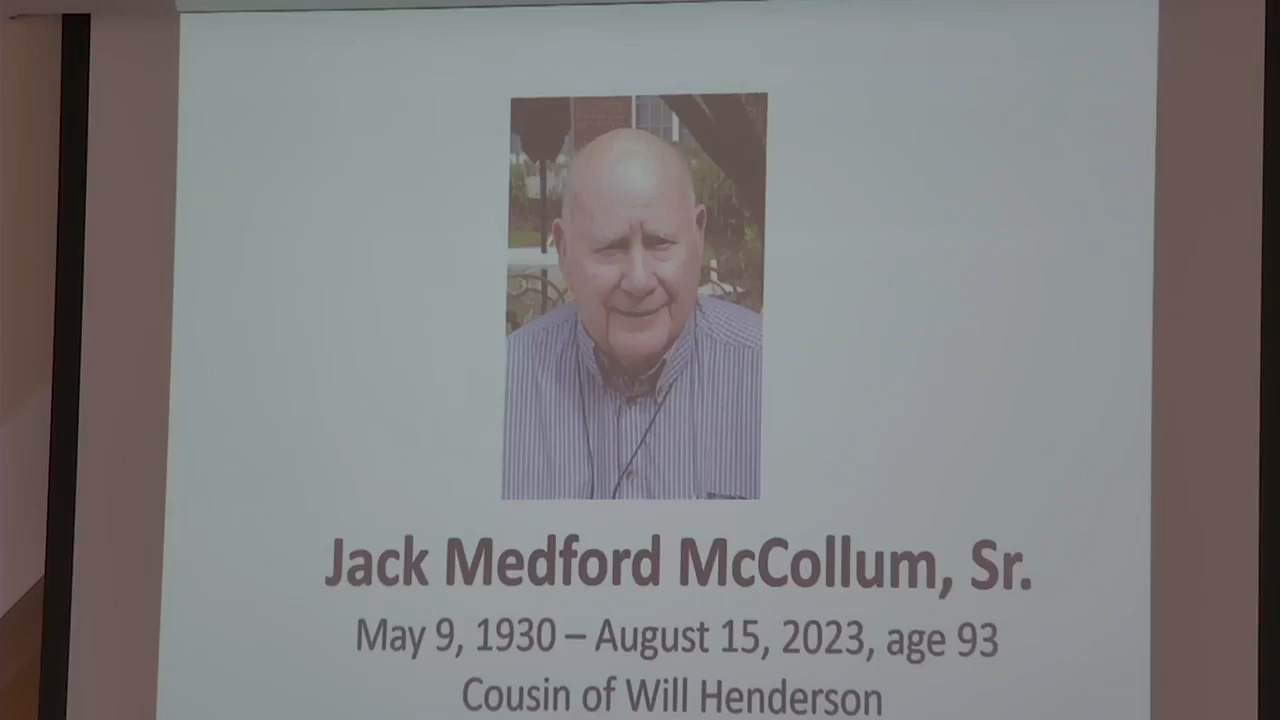 Jack Medford McCollum, Sr.
May 9, 1930 – August 15, 2023, age 93
Cousin of Will Henderson